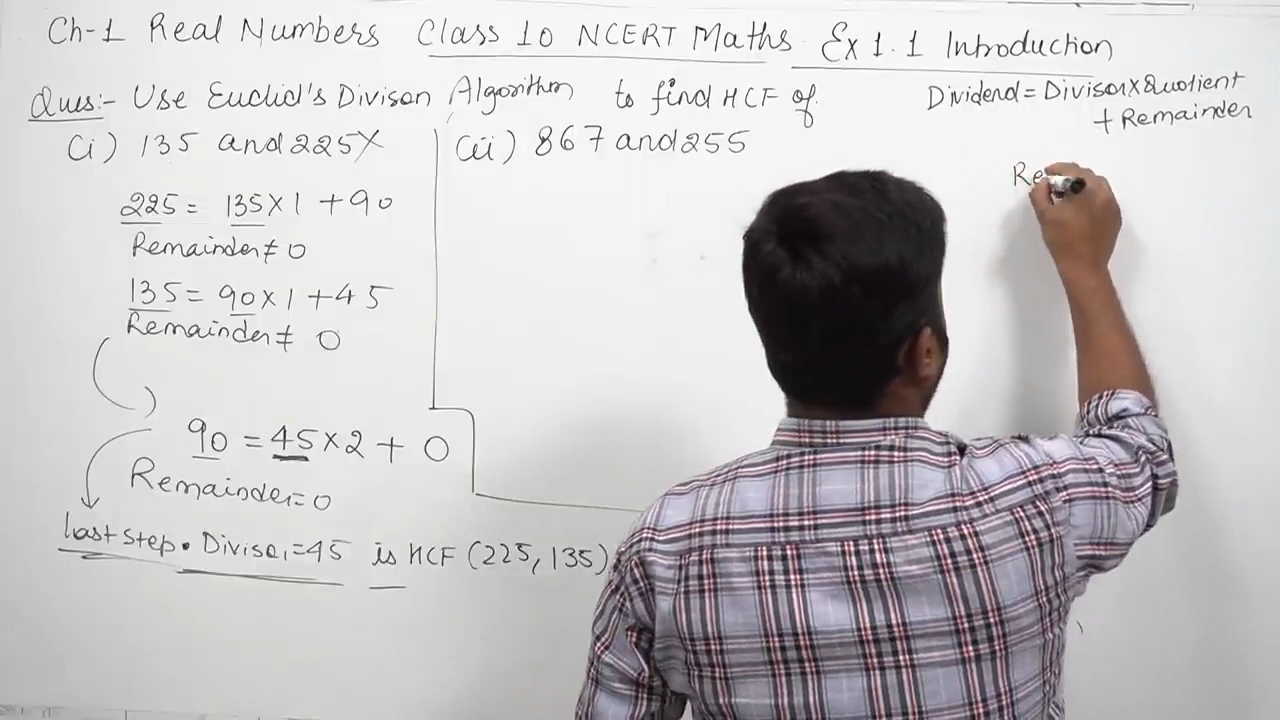 Ch-1 Real Numbers Class 10 NCERT Maths Ex 1.1 Introduction
Ques:- Use Euclid's Divison Algorithm to find HCF of
Dividend = Divisor X Quotient
+ Remainder
(i) 135 and 225
225 = 135 X 1 + 90
Remainder ≠ 0
135 = 90 X 1 + 45
Remainder ≠ 0
90 = 45 X 2 + 0
Remainder = 0
last step. Divisor = 45 is HCF (225, 135)
(iii) 867 and 255
Re